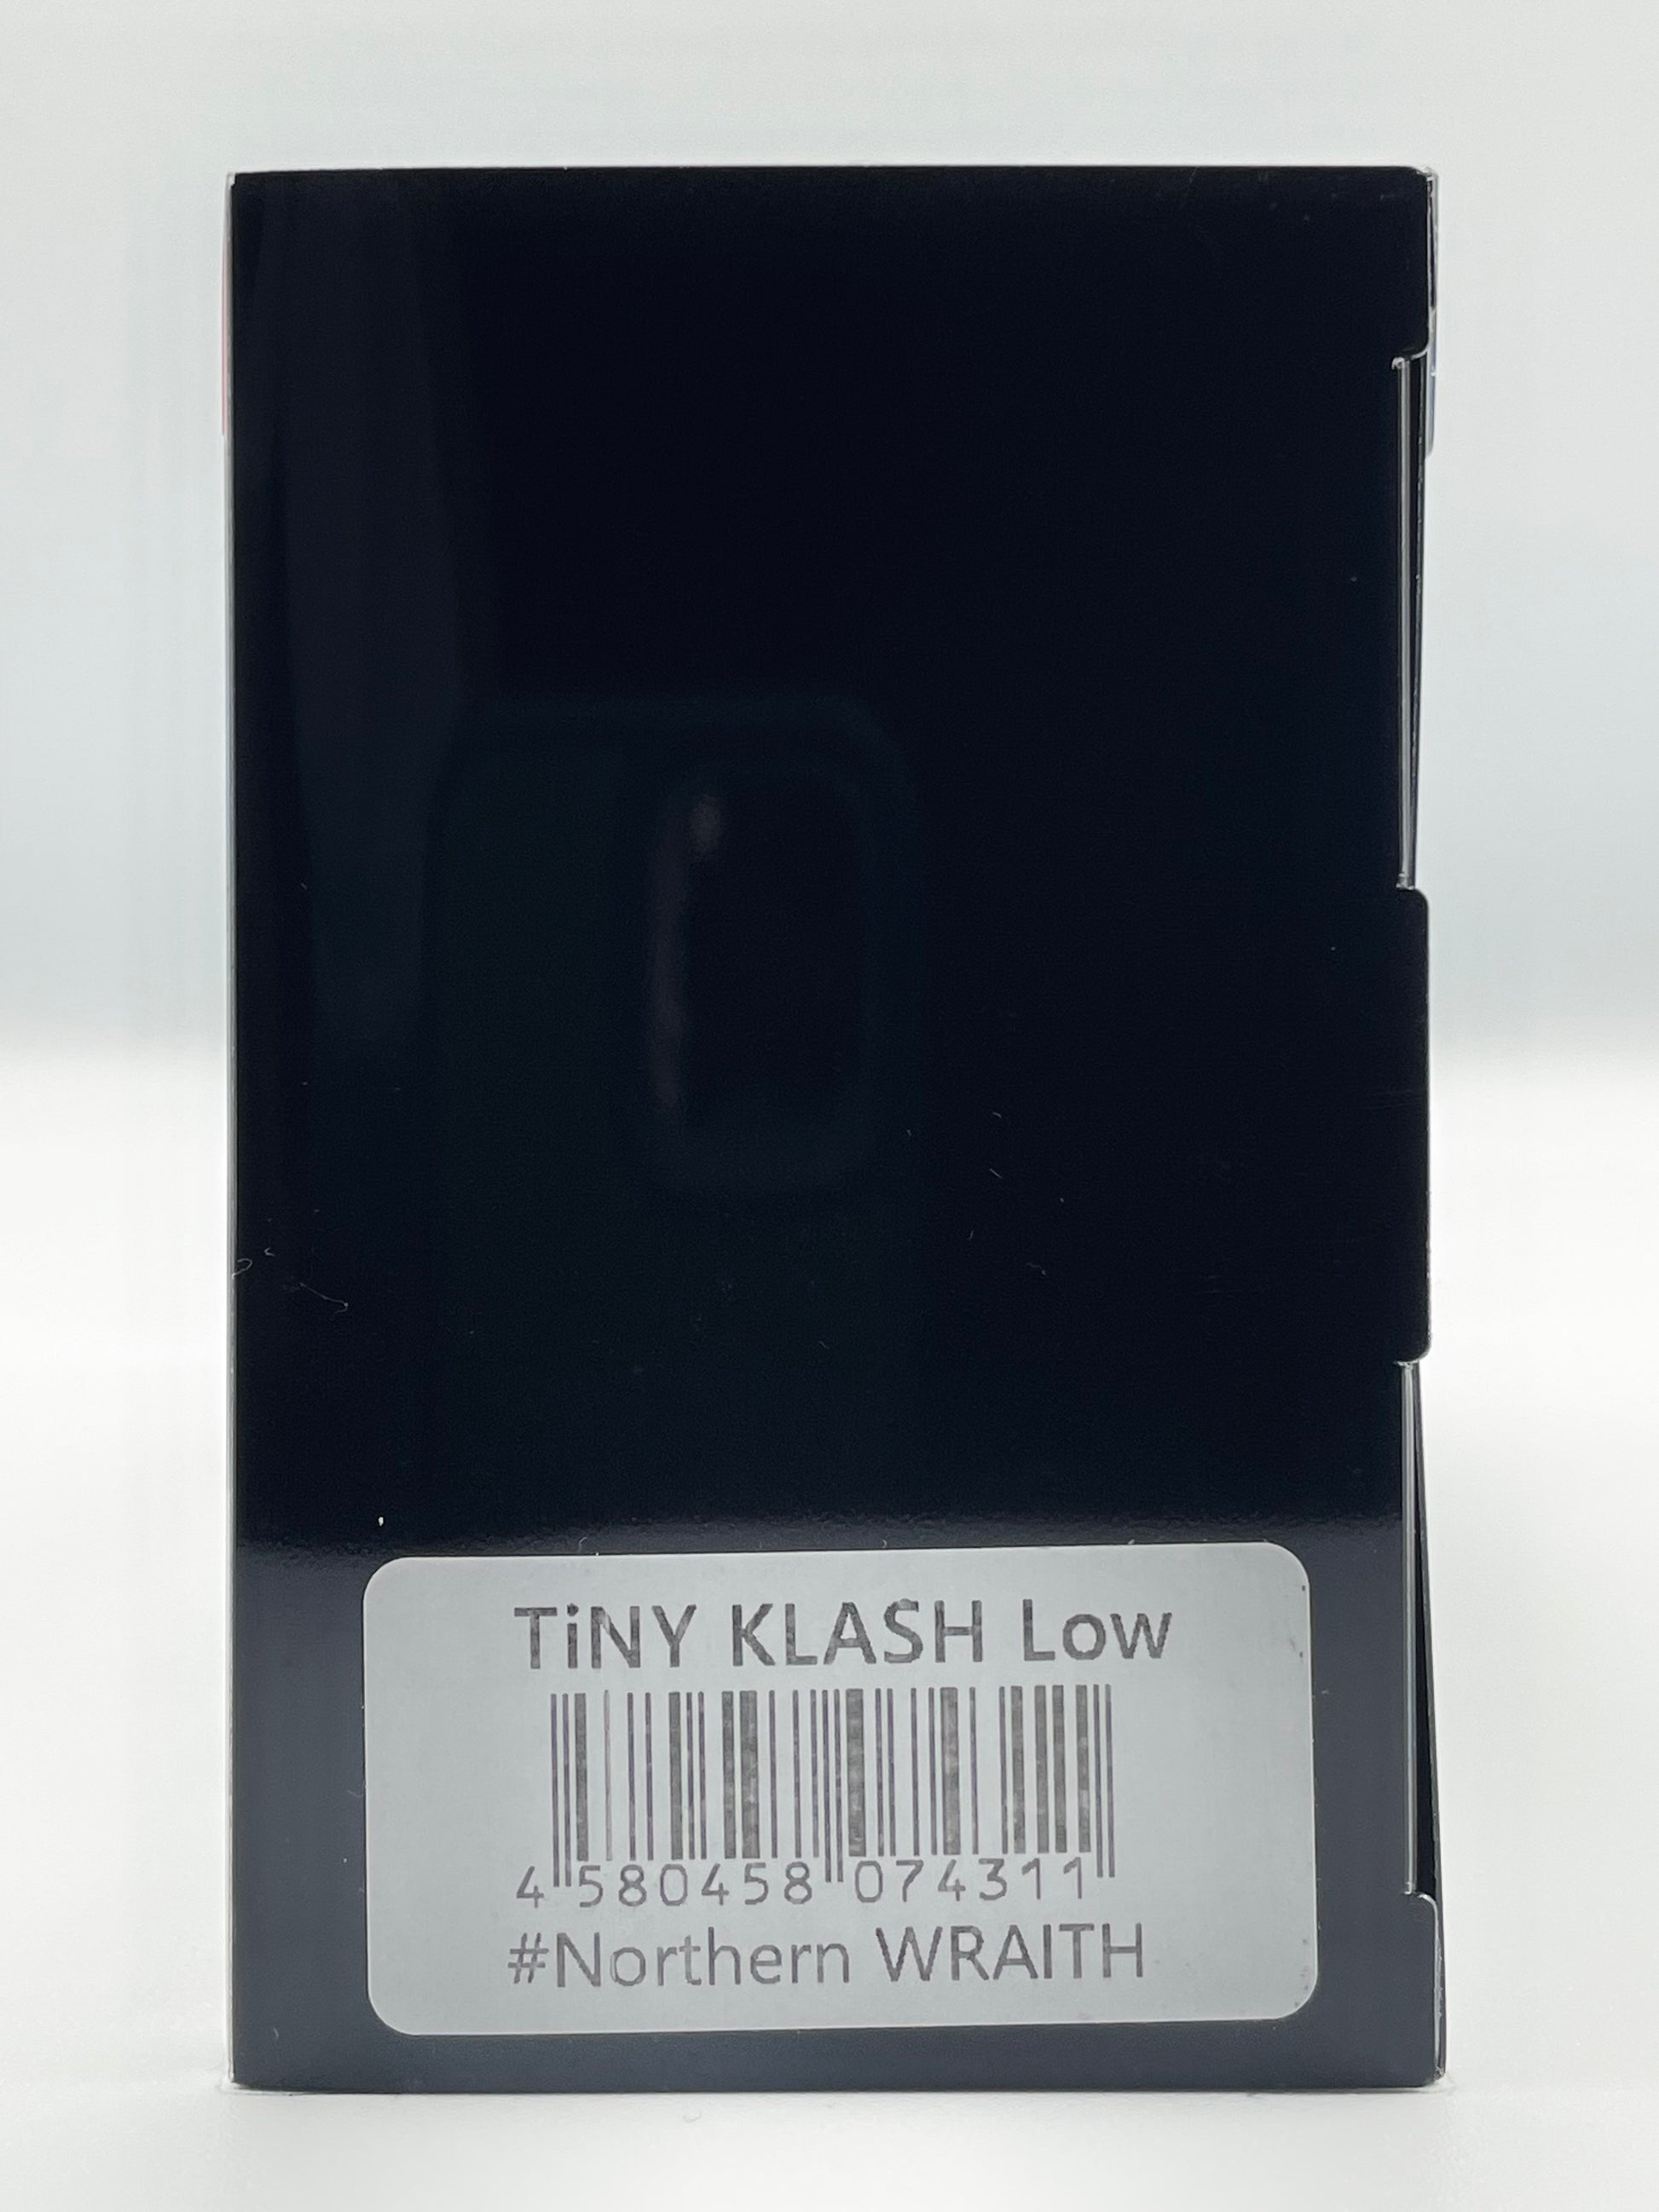 TiNY KLASH Low
4 580458 074311
#Northern WRAITH